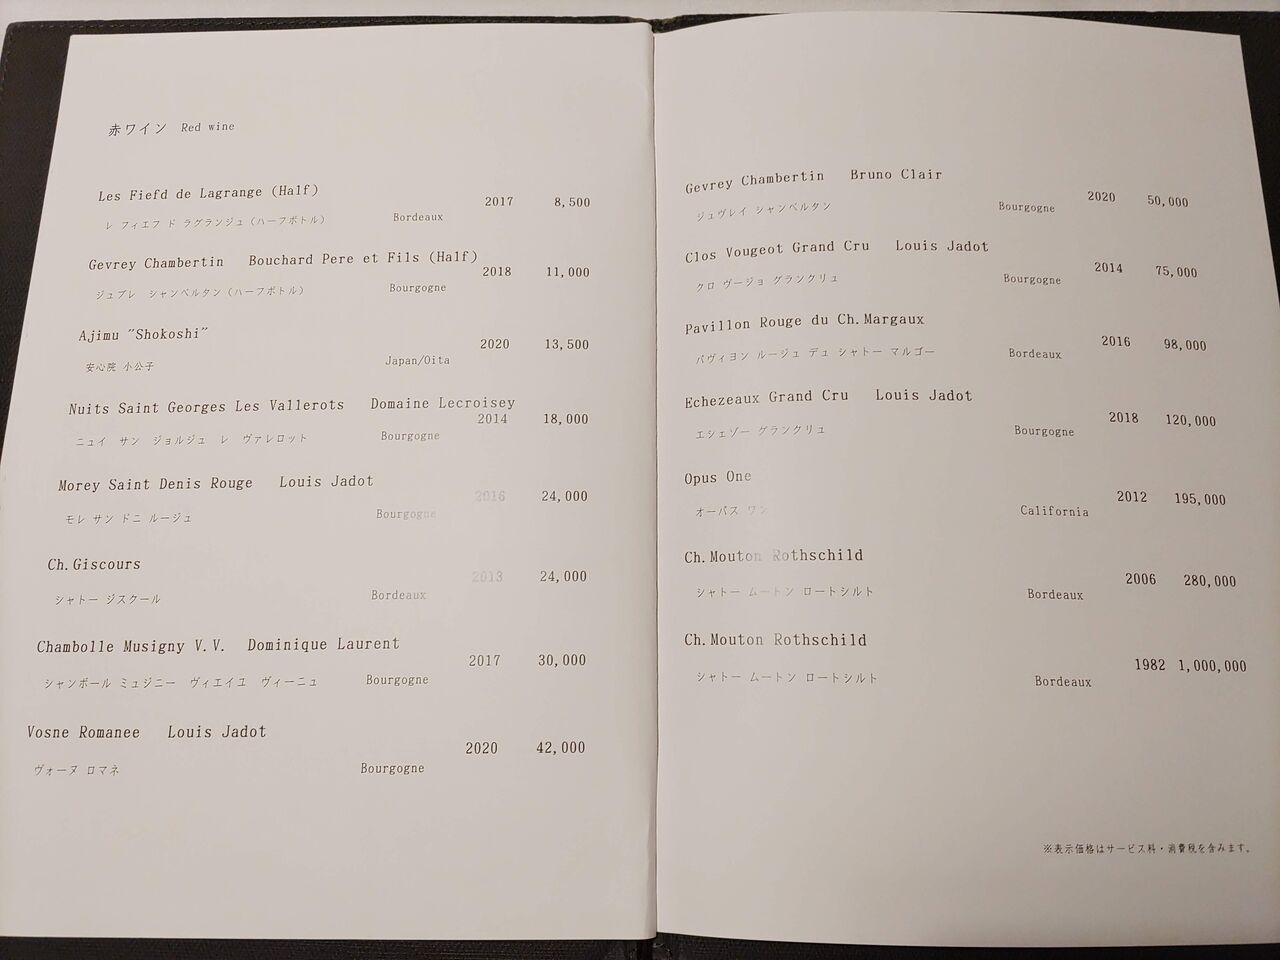 赤ワイン Red wine
Les Fiefd de Lagrange (Half)
2017 8,500
レ フィエフ ド ラグランジュ（ハーフボトル） Bordeaux
Gevrey Chambertin Bouchard Pere et Fils (Half)
2018 11,000
ジュブレ シャンベルタン（ハーフボトル） Bourgogne
Ajimu "Shokoshi"
2020 13,500
安心院 小公子 Japan/Oita
Nuits Saint Georges Les Vallerots Domaine Lecroisey
2014 18,000
ニュイ サン ジョルジュ レ ヴァレロット Bourgogne
Morey Saint Denis Rouge Louis Jadot
2016 24,000
モレ サン ドニ ルージュ Bourgogne
Ch.Giscours
2013 24,000
シャトー ジスクール Bordeaux
Chambolle Musigny V.V. Dominique Laurent
2017 30,000
シャンボール ミュジニー ヴィエイユ ヴィーニュ Bourgogne
Vosne Romanee Louis Jadot
2020 42,000
ヴォーヌ ロマネ Bourgogne
Gevrey Chambertin Bruno Clair
2020 50,000
ジュヴレイ シャンベルタン Bourgogne
Clos Vougeot Grand Cru Louis Jadot
2014 75,000
クロ ヴージョ グランクリュ Bourgogne
Pavillon Rouge du Ch.Margaux
2016 98,000
パヴィヨン ルージュ デュ シャトー マルゴー Bordeaux
Echezeaux Grand Cru Louis Jadot
2018 120,000
エシェゾー グランクリュ Bourgogne
Opus One
2012 195,000
オーパス ワン California
Ch.Mouton Rothschild
2006 280,000
シャトー ムートン ロートシルト Bordeaux
Ch.Mouton Rothschild
1982 1,000,000
シャトー ムートン ロートシルト Bordeaux
※表示価格はサービス料・消費税を含みます。